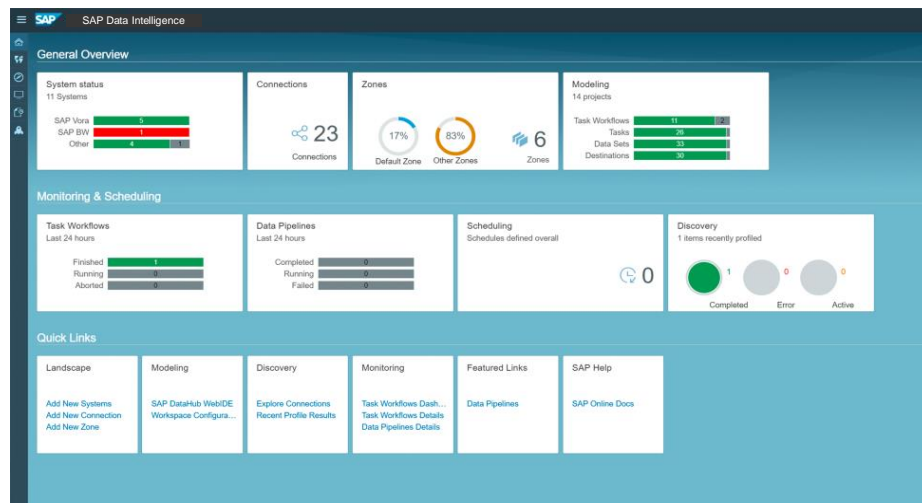 SAP SAP Data Intelligence
General Overview
System status
11 Systems
SAP Vora 5
SAP BW 1
Other 4 1
Connections
23
Connections
Zones
17%
Default Zone
83%
Other Zones
6
Zones
Modeling
14 projects
Task Workflows 11 2
Tasks 26
Data Sets 33
Destinations 30
Monitoring & Scheduling
Task Workflows
Last 24 hours
Finished 1
Running 0
Aborted 0
Data Pipelines
Last 24 hours
Completed 0
Running 0
Failed 0
Scheduling
Schedules defined overall
0
Discovery
1 items recently profiled
1 0 0
Completed Error Active
Quick Links
Landscape
Add New Systems
Add New Connection
Add New Zone
Modeling
SAP DataHub WebIDE
Workspace Configura...
Discovery
Explore Connections
Recent Profile Results
Monitoring
Task Workflows Dash...
Task Workflows Details
Data Pipelines Details
Featured Links
Data Pipelines
SAP Help
SAP Online Docs